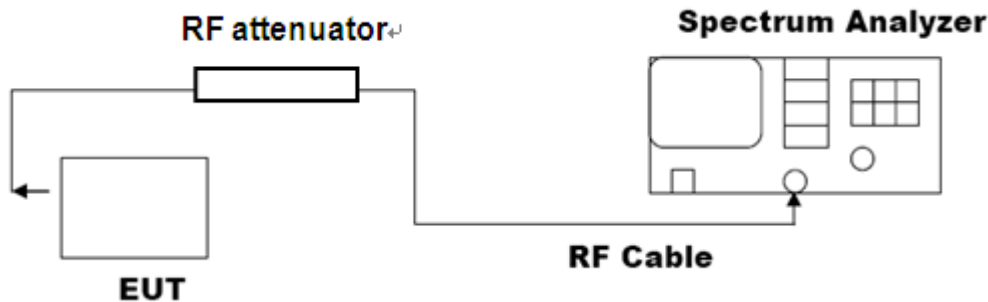 Spectrum Analyzer
RF attenuator↵
RF Cable
EUT